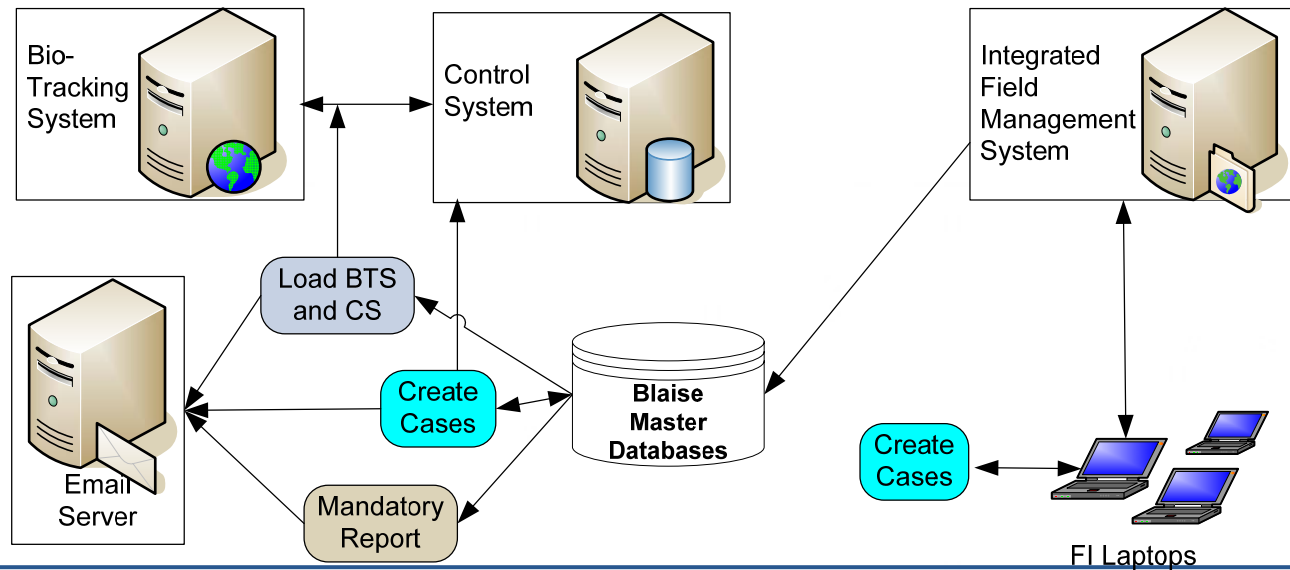 Bio-
Tracking
System
Control
System
Integrated
Field
Management
System
Load BTS
and CS
Email
Server
Create
Cases
Blaise
Master
Databases
Mandatory
Report
Create
Cases
FI Laptops